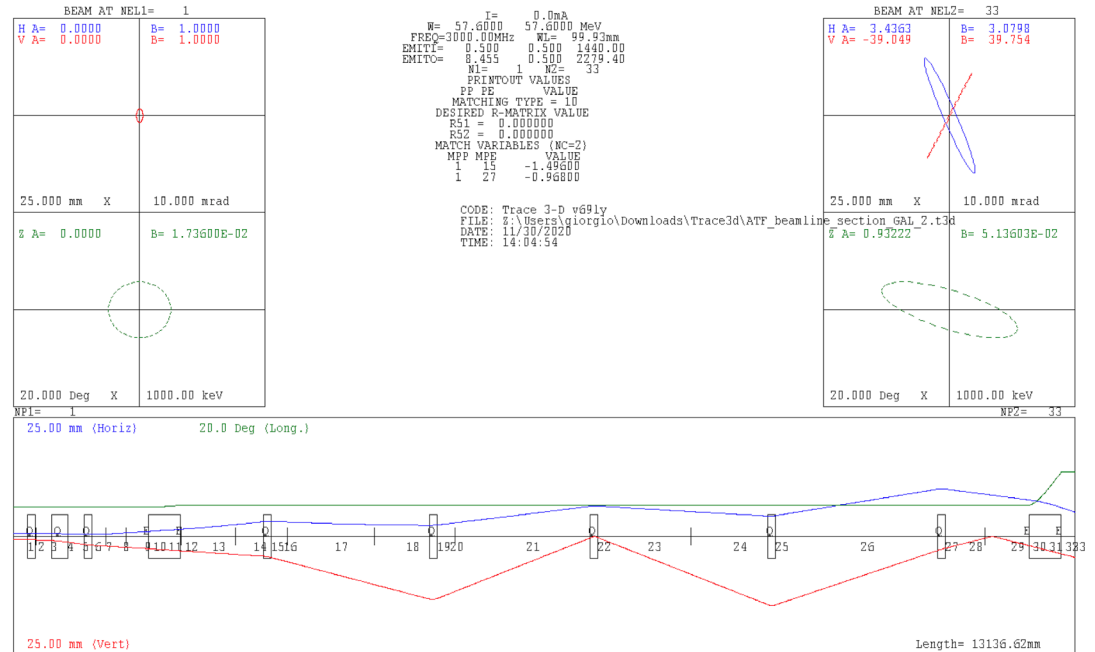 BEAM AT NEL1= 1
H A= 0.0000 B= 1.0000
V A= 0.0000 B= 1.0000
25.000 mm X 10.000 mrad
Z A= 0.0000 B= 1.73600E-02
20.000 Deg X 1000.00 keV
NP1= 1
I= 0.0mA
W= 57.6000 57.6000 MeV
FREQ=3000.00MHz WL= 99.93mm
EMITI= 0.500 0.500 1440.00
EMITO= 8.455 0.500 2279.40
N1= 1 N2= 33
PRINTOUT VALUES
PP PE VALUE
MATCHING TYPE = 10
DESIRED R-MATRIX VALUE
R51 = 0.000000
R52 = 0.000000
MATCH VARIABLES (NC=2)
MPP MPE VALUE
1 15 -1.49600
1 27 -0.96800
CODE: Trace 3-D v69ly
FILE: Z:\Users\giorgio\Downloads\Trace3d\ATF_beamline_section_GAL_2.t3d
DATE: 11/30/2020
TIME: 14:04:54
BEAM AT NEL2= 33
H A= 3.4363 B= 3.0798
V A= -39.049 B= 39.754
25.000 mm X 10.000 mrad
Z A= 0.93222 B= 5.13603E-02
20.000 Deg X 1000.00 keV
NP2= 33
25.00 mm (Horiz) 20.0 Deg (Long.)
Q Q Q E E Q Q Q Q Q E E
1 2 3 4 5 6 7 8 9 10 11 12 13 14 15 16 17 18 19 20 21 22 23 24 25 26 27 28 29 30 31 32 33
25.00 mm (Vert) Length= 13136.62mm